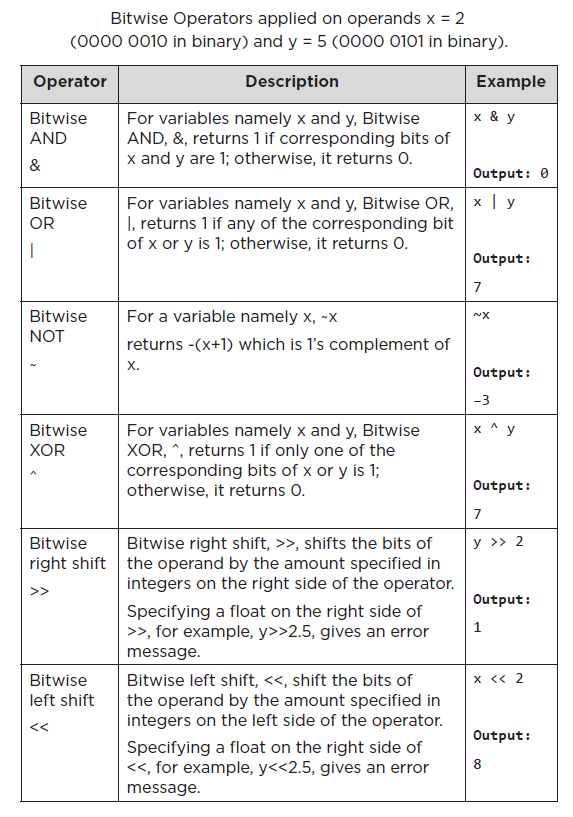 Bitwise Operators applied on operands x = 2
(0000 0010 in binary) and y = 5 (0000 0101 in binary).
Operator Description Example
Bitwise
AND
&
For variables namely x and y, Bitwise
AND, &, returns 1 if corresponding bits of
x and y are 1; otherwise, it returns 0.
x & y
Output: 0
Bitwise
OR
|
For variables namely x and y, Bitwise OR,
|, returns 1 if any of the corresponding bit
of x or y is 1; otherwise, it returns 0.
x | y
Output:
7
Bitwise
NOT
~
For a variable namely x, ~x
returns -(x+1) which is 1’s complement of
x.
~x
Output:
-3
Bitwise
XOR
^
For variables namely x and y, Bitwise
XOR, ^, returns 1 if only one of the
corresponding bits of x or y is 1;
otherwise, it returns 0.
x ^ y
Output:
7
Bitwise
right shift
>>
Bitwise right shift, >>, shifts the bits of
the operand by the amount specified in
integers on the right side of the operator.
Specifying a float on the right side of
>>, for example, y>>2.5, gives an error
message.
y >> 2
Output:
1
Bitwise
left shift
<<
Bitwise left shift, <<, shift the bits of
the operand by the amount specified in
integers on the left side of the operator.
Specifying a float on the right side of
<<, for example, y<<2.5, gives an error
message.
x << 2
Output:
8